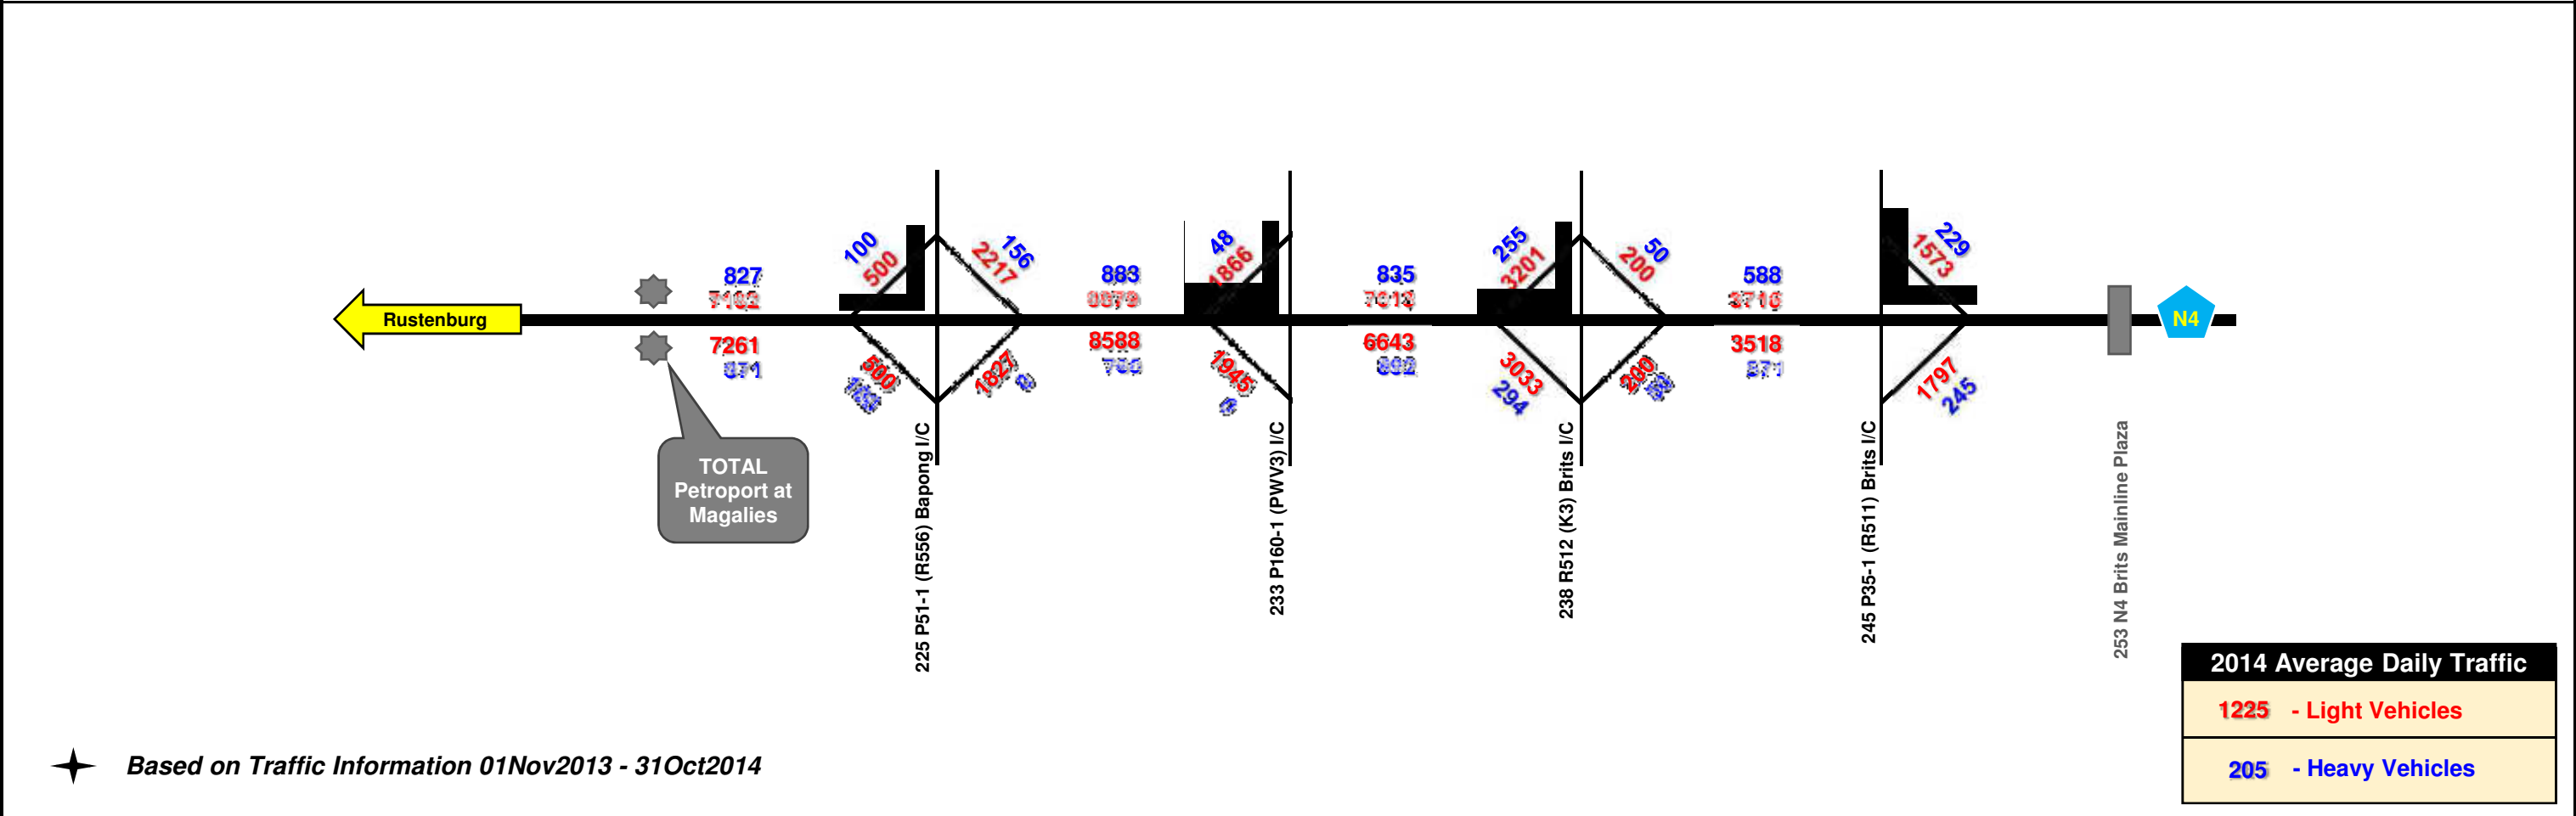 100
500
2217
156
48
1866
255
3201
200
50
1573
229
827
883
835
588
Rustenburg
N4
7261
8588
6643
3518
500
1827
1945
3033
294
200
1797
245
TOTAL
Petroport at
Magalies
225 P51-1 (R556) Bapong I/C
233 P160-1 (PWV3) I/C
238 R512 (K3) Brits I/C
245 P35-1 (R511) Brits I/C
253 N4 Brits Mainline Plaza
2014 Average Daily Traffic
1225 - Light Vehicles
205 - Heavy Vehicles
Based on Traffic Information 01Nov2013 - 31Oct2014